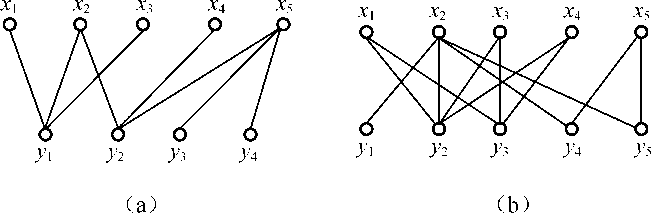 x₁ x₂ x₃ x₄ x₅
y₁ y₂ y₃ y₄
(a)
x₁ x₂ x₃ x₄ x₅
y₁ y₂ y₃ y₄ y₅
(b)